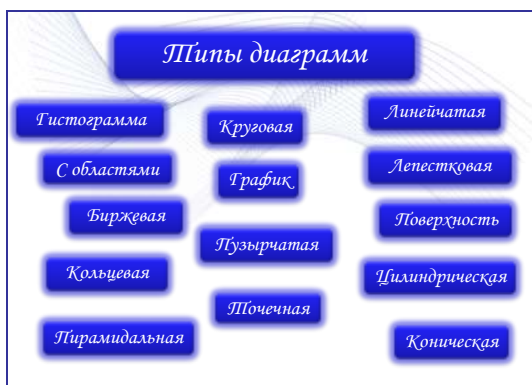 Типы диаграмм
Гистограмма
Круговая
Линейчатая
С областями
График
Лепестковая
Биржевая
Пузырчатая
Поверхность
Кольцевая
Точечная
Цилиндрическая
Пирамидальная
Коническая